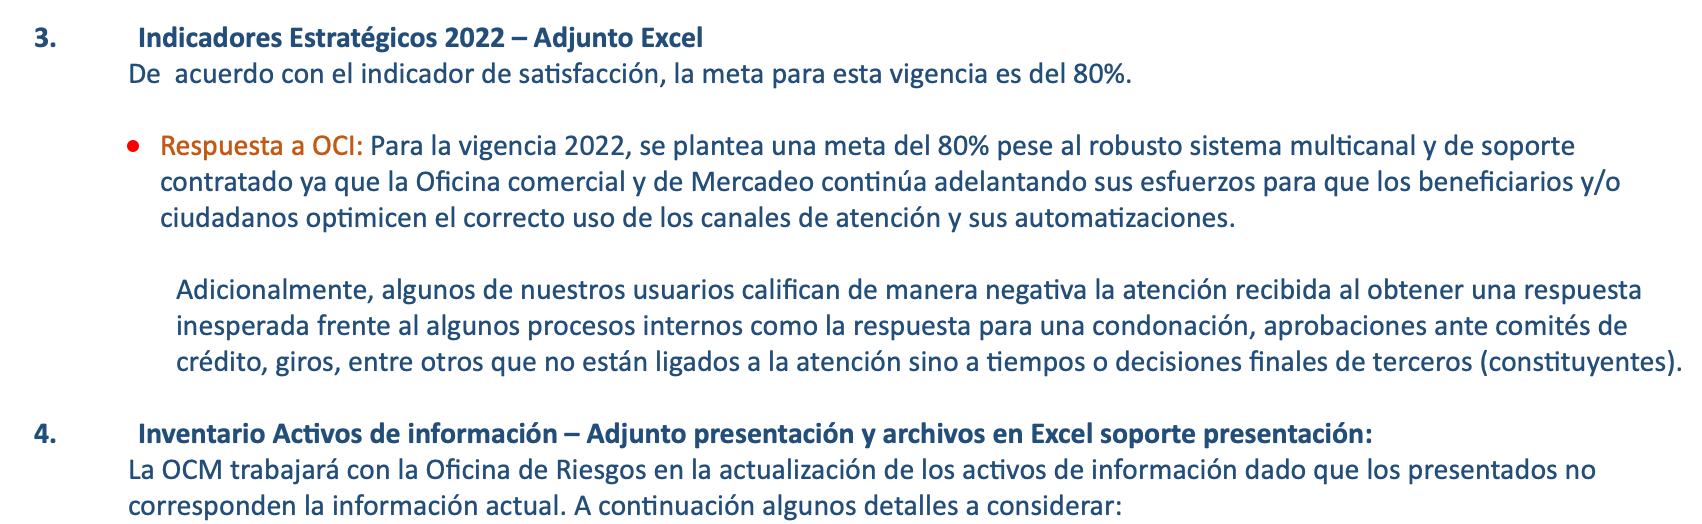 3. Indicadores Estratégicos 2022 – Adjunto Excel
De acuerdo con el indicador de satisfacción, la meta para esta vigencia es del 80%.
• Respuesta a OCI: Para la vigencia 2022, se plantea una meta del 80% pese al robusto sistema multicanal y de soporte
contratado ya que la Oficina comercial y de Mercadeo continúa adelantando sus esfuerzos para que los beneficiarios y/o
ciudadanos optimicen el correcto uso de los canales de atención y sus automatizaciones.
Adicionalmente, algunos de nuestros usuarios califican de manera negativa la atención recibida al obtener una respuesta
inesperada frente al algunos procesos internos como la respuesta para una condonación, aprobaciones ante comités de
crédito, giros, entre otros que no están ligados a la atención sino a tiempos o decisiones finales de terceros (constituyentes).
4. Inventario Activos de información – Adjunto presentación y archivos en Excel soporte presentación:
La OCM trabajará con la Oficina de Riesgos en la actualización de los activos de información dado que los presentados no
corresponden la información actual. A continuación algunos detalles a considerar: